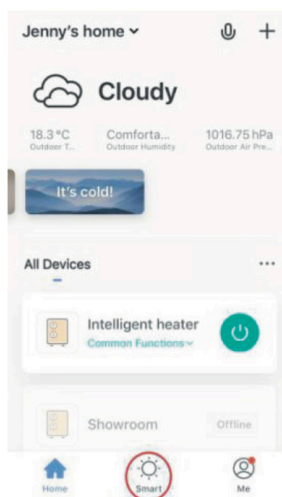 Jenny's home
Cloudy
18.3 °C Comforta... 1016.75 hPa
Outdoor T... Outdoor Humidity Outdoor Air Pre...
It's cold!
All Devices
Intelligent heater
Common Functions
Showroom Offline
Home Smart Me